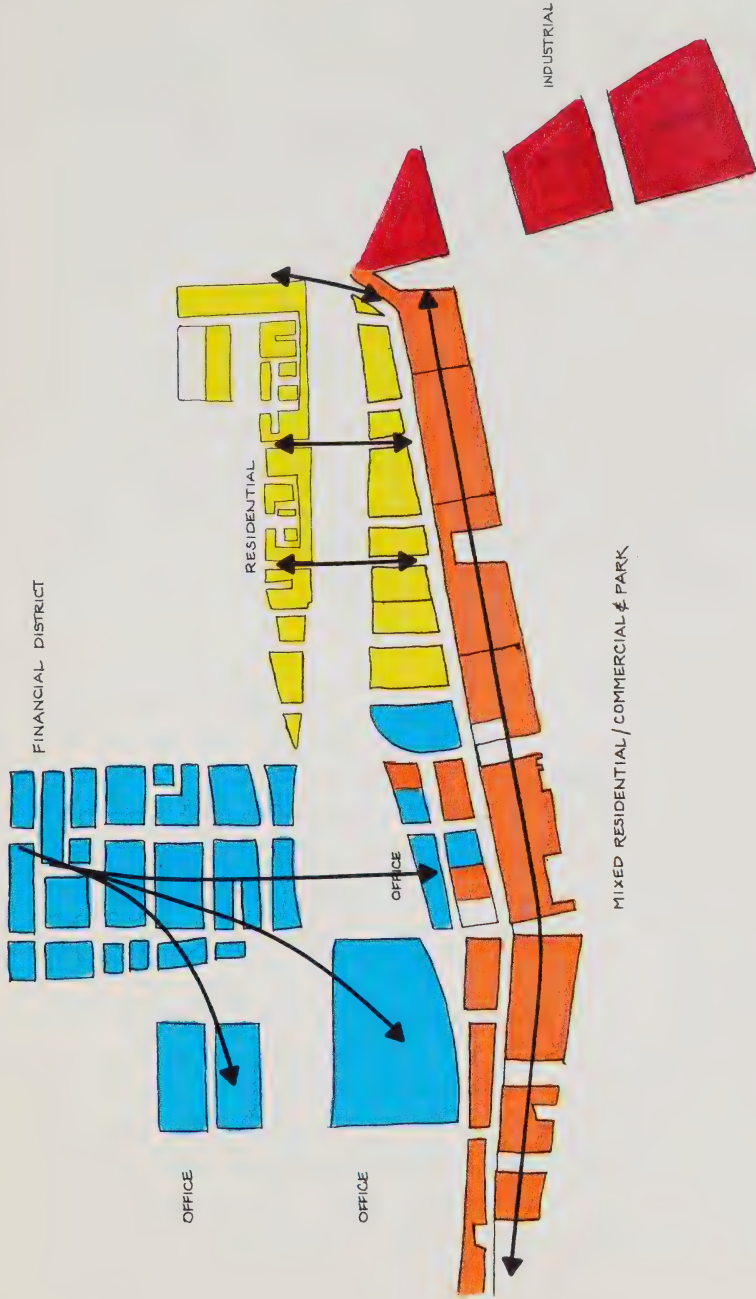 FINANCIAL DISTRICT
OFFICE
OFFICE
OFFICE
RESIDENTIAL
MIXED RESIDENTIAL/COMMERCIAL & PARK
INDUSTRIAL